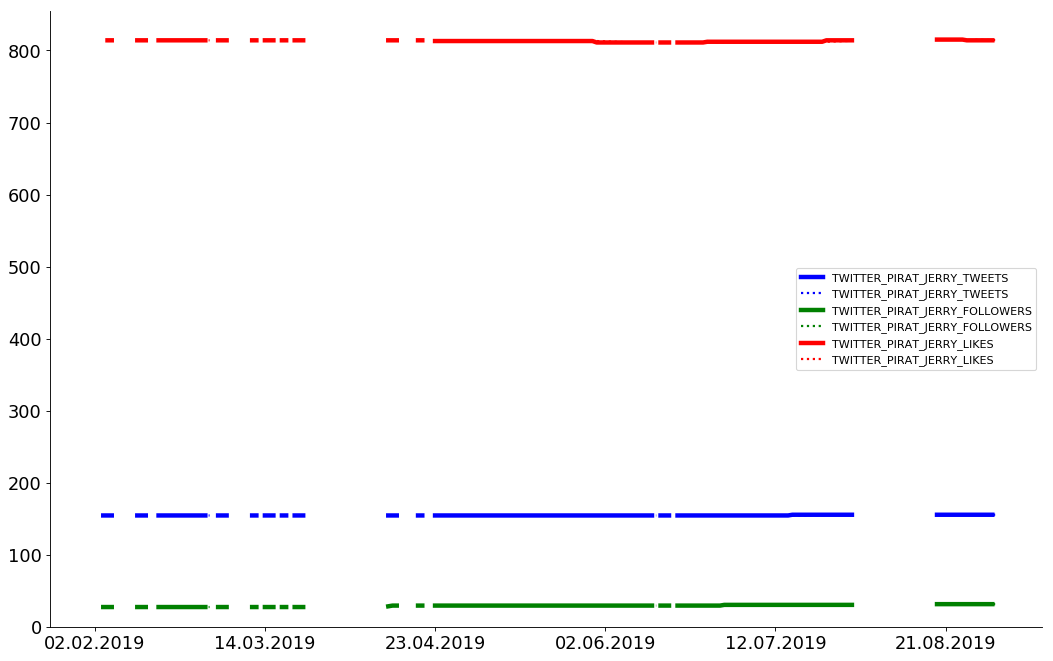 800
700
600
500
400
300
200
100
0
TWITTER_PIRAT_JERRY_TWEETS
TWITTER_PIRAT_JERRY_TWEETS
TWITTER_PIRAT_JERRY_FOLLOWERS
TWITTER_PIRAT_JERRY_FOLLOWERS
TWITTER_PIRAT_JERRY_LIKES
TWITTER_PIRAT_JERRY_LIKES
02.02.2019 14.03.2019 23.04.2019 02.06.2019 12.07.2019 21.08.2019